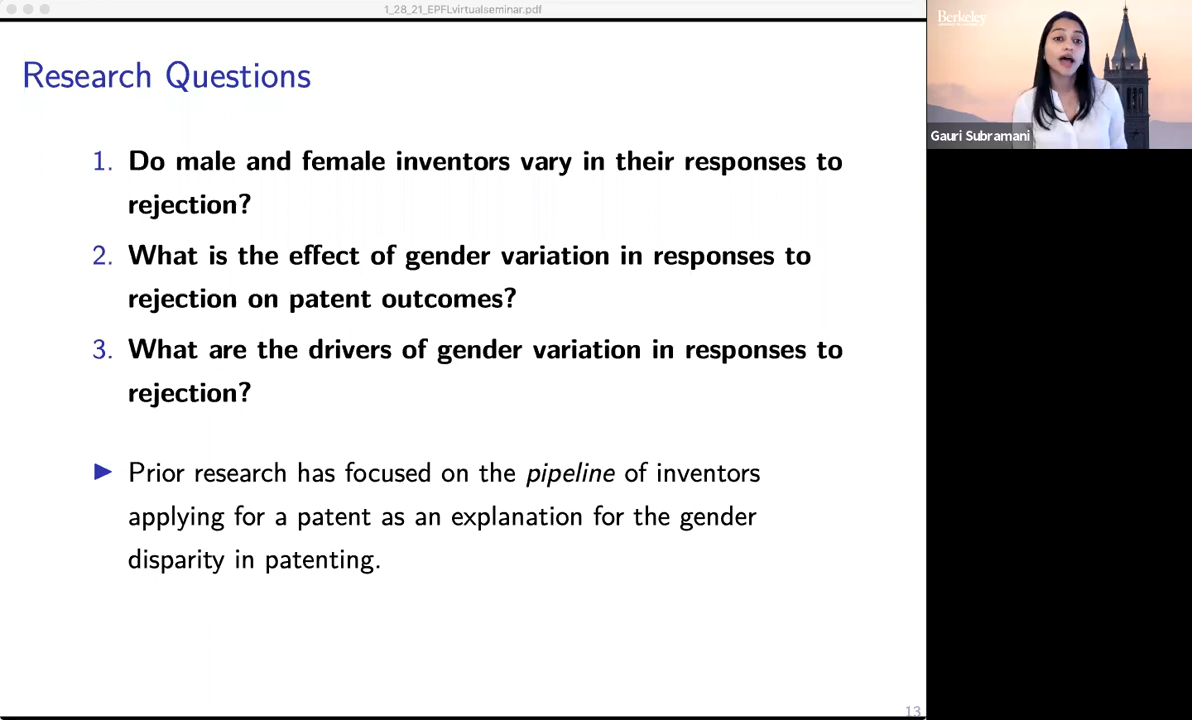 1_28_21_EPFLvirtualseminar.pdf
Berkeley
Research Questions
1. Do male and female inventors vary in their responses to
rejection?
2. What is the effect of gender variation in responses to
rejection on patent outcomes?
3. What are the drivers of gender variation in responses to
rejection?
Gauri Subramani
▶ Prior research has focused on the pipeline of inventors
applying for a patent as an explanation for the gender
disparity in patenting.
13